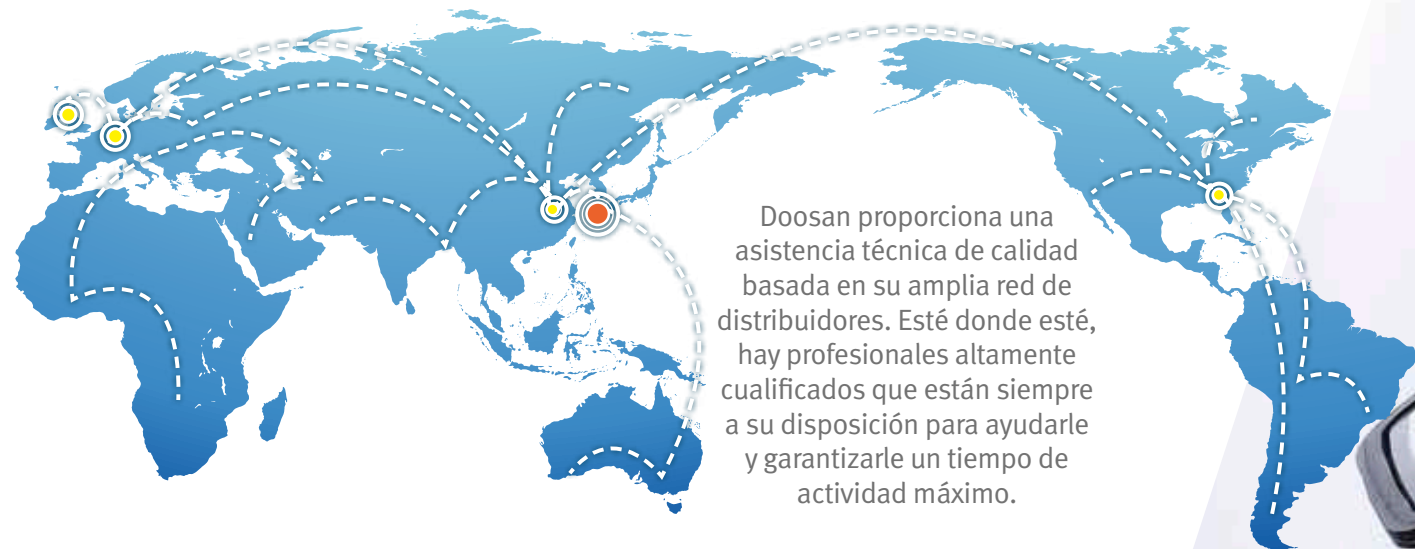 Doosan proporciona una
asistencia técnica de calidad
basada en su amplia red de
distribuidores. Esté donde esté,
hay profesionales altamente
cualificados que están siempre
a su disposición para ayudarle
y garantizarle un tiempo de
actividad máximo.